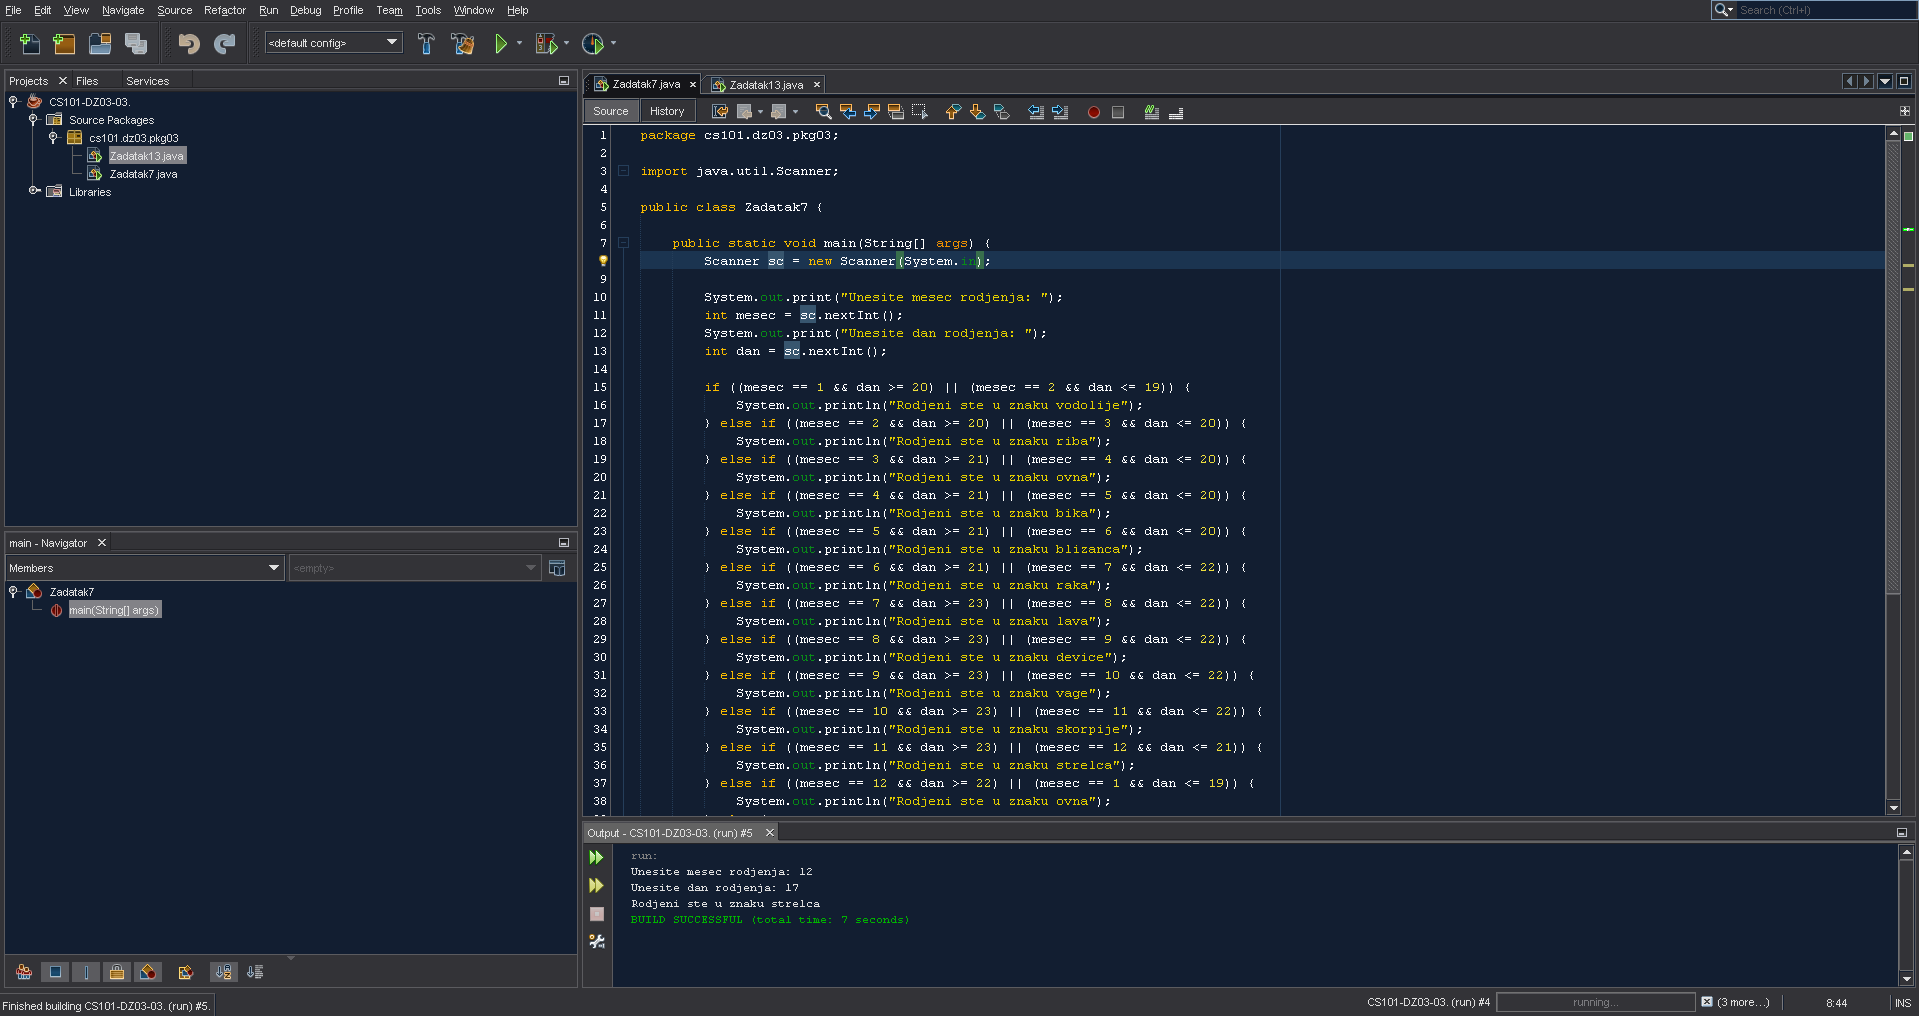 File Edit View Navigate Source Refactor Run Debug Profile Team Tools Window Help
Search (Ctrl+I)
<default config>
Projects Files Services
CS101-DZ03-03.
Source Packages
cs101.dz03.pkg03
Zadatak13.java
Zadatak7.java
Libraries
main - Navigator
Members
<empty>
Zadatak7
main(String[] args)
Zadatak7.java Zadatak13.java
Source History
1 package cs101.dz03.pkg03;
2
3 import java.util.Scanner;
4
5 public class Zadatak7 {
6
7 public static void main(String[] args) {
Scanner sc = new Scanner(System.in);
9
10 System.out.print("Unesite mesec rodjenja: ");
11 int mesec = sc.nextInt();
12 System.out.print("Unesite dan rodjenja: ");
13 int dan = sc.nextInt();
14
15 if ((mesec == 1 && dan >= 20) || (mesec == 2 && dan <= 19)) {
16 System.out.println("Rodjeni ste u znaku vodolije");
17 } else if ((mesec == 2 && dan >= 20) || (mesec == 3 && dan <= 20)) {
18 System.out.println("Rodjeni ste u znaku riba");
19 } else if ((mesec == 3 && dan >= 21) || (mesec == 4 && dan <= 20)) {
20 System.out.println("Rodjeni ste u znaku ovna");
21 } else if ((mesec == 4 && dan >= 21) || (mesec == 5 && dan <= 20)) {
22 System.out.println("Rodjeni ste u znaku bika");
23 } else if ((mesec == 5 && dan >= 21) || (mesec == 6 && dan <= 20)) {
24 System.out.println("Rodjeni ste u znaku blizanca");
25 } else if ((mesec == 6 && dan >= 21) || (mesec == 7 && dan <= 22)) {
26 System.out.println("Rodjeni ste u znaku raka");
27 } else if ((mesec == 7 && dan >= 23) || (mesec == 8 && dan <= 22)) {
28 System.out.println("Rodjeni ste u znaku lava");
29 } else if ((mesec == 8 && dan >= 23) || (mesec == 9 && dan <= 22)) {
30 System.out.println("Rodjeni ste u znaku device");
31 } else if ((mesec == 9 && dan >= 23) || (mesec == 10 && dan <= 22)) {
32 System.out.println("Rodjeni ste u znaku vage");
33 } else if ((mesec == 10 && dan >= 23) || (mesec == 11 && dan <= 22)) {
34 System.out.println("Rodjeni ste u znaku skorpije");
35 } else if ((mesec == 11 && dan >= 23) || (mesec == 12 && dan <= 21)) {
36 System.out.println("Rodjeni ste u znaku strelca");
37 } else if ((mesec == 12 && dan >= 22) || (mesec == 1 && dan <= 19)) {
38 System.out.println("Rodjeni ste u znaku ovna");
Output - CS101-DZ03-03. (run) #5
run:
Unesite mesec rodjenja: 12
Unesite dan rodjenja: 17
Rodjeni ste u znaku strelca
BUILD SUCCESSFUL (total time: 7 seconds)
Finished building CS101-DZ03-03. (run) #5.
CS101-DZ03-03. (run) #4 running... (3 more...) 8:44 INS